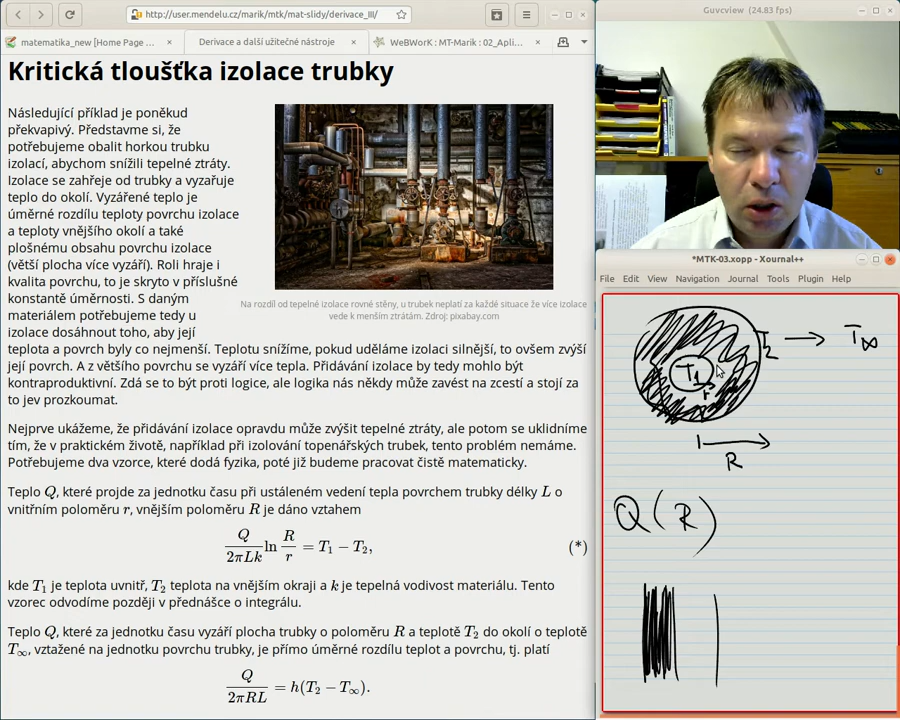 http://user.mendelu.cz/marik/mtk/mat-slidy/derivace_III/
matematika_new [Home Page ...
Derivace a další užitečné nástroje
WeBWorK : MT-Marik : 02_Apli...
Kritická tloušťka izolace trubky
Následující příklad je poněkud
překvapivý. Představme si, že
potřebujeme obalit horkou trubku
izolací, abychom snížili tepelné ztráty.
Izolace se zahřeje od trubky a vyzařuje
teplo do okolí. Vyzářené teplo je
úměrné rozdílu teploty povrchu izolace
a teploty vnějšího okolí a také
plošnému obsahu povrchu izolace
(větší plocha více vyzáří). Roli hraje i
kvalita povrchu, to je skryto v příslušné
konstantě úměrnosti. S daným
materiálem potřebujeme tedy u
izolace dosáhnout toho, aby její
teplota a povrch byly co nejmenší. Teplotu snížíme, pokud uděláme izolaci silnější, to ovšem zvýší
její povrch. A z většího povrchu se vyzáří více tepla. Přidávání izolace by tedy mohlo být
kontraproduktivní. Zdá se to být proti logice, ale logika nás někdy může zavést na zcestí a stojí za
to jev prozkoumat.
Na rozdíl od tepelné izolace rovné stěny, u trubek neplatí za každé situace že více izolace
vede k menším ztrátám. Zdroj: pixabay.com
Nejprve ukážeme, že přidávání izolace opravdu může zvýšit tepelné ztráty, ale potom se uklidníme
tím, že v praktickém životě, například při izolování topenářských trubek, tento problém nemáme.
Potřebujeme dva vzorce, které dodá fyzika, poté již budeme pracovat čistě matematicky.
Teplo Q, které projde za jednotku času při ustáleném vedení tepla povrchem trubky délky L o
vnitřním poloměru r, vnějším poloměru R je dáno vztahem
Q/2πLk ln R/r = T₁ − T₂, (*)
kde T₁ je teplota uvnitř, T₂ teplota na vnějším okraji a k je tepelná vodivost materiálu. Tento
vzorec odvodíme později v přednášce o integrálu.
Teplo Q, které za jednotku času vyzáří plocha trubky o poloměru R a teplotě T₂ do okolí o teplotě
T∞, vztažené na jednotku povrchu trubky, je přímo úměrné rozdílu teplot a povrchu, tj. platí
Q/2πRL = h(T₂ − T∞).
Guvcview (24.83 fps)
*MTK-03.xopp - Xournal++
File Edit View Navigation Journal Tools Plugin Help
T₂ → T∞
T₁
r
R
Q(R)